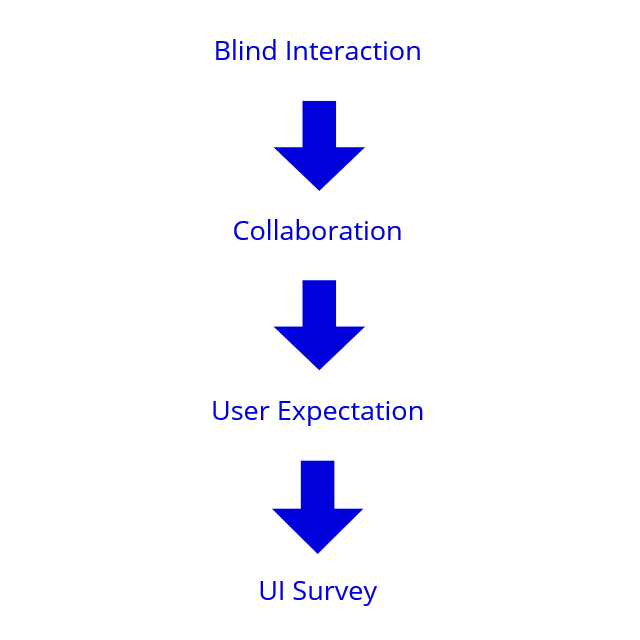 Blind Interaction
Collaboration
User Expectation
UI Survey